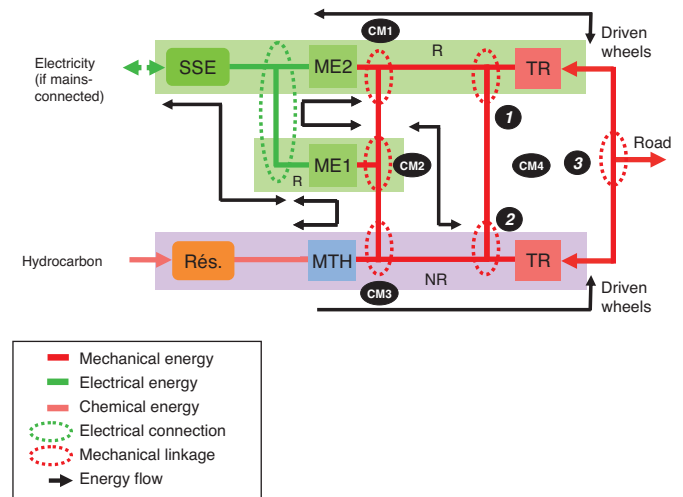 CM1
Driven
wheels
R
Electricity
(if mains-
connected)
SSE
ME2
TR
1
ME1
CM2
CM4
3
Road
R
2
Hydrocarbon
Rés.
MTH
TR
NR
CM3
Driven
wheels
Mechanical energy
Electrical energy
Chemical energy
Electrical connection
Mechanical linkage
Energy flow